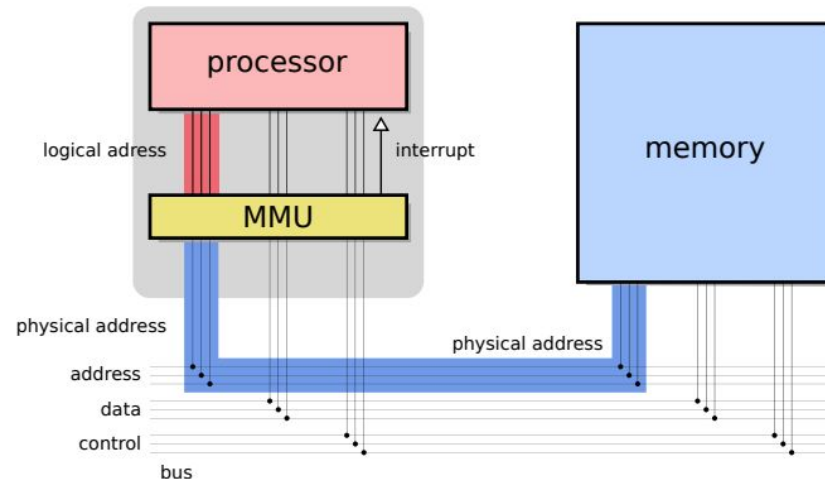 processor
memory
logical adress
interrupt
MMU
physical address
physical address
address
data
control
bus